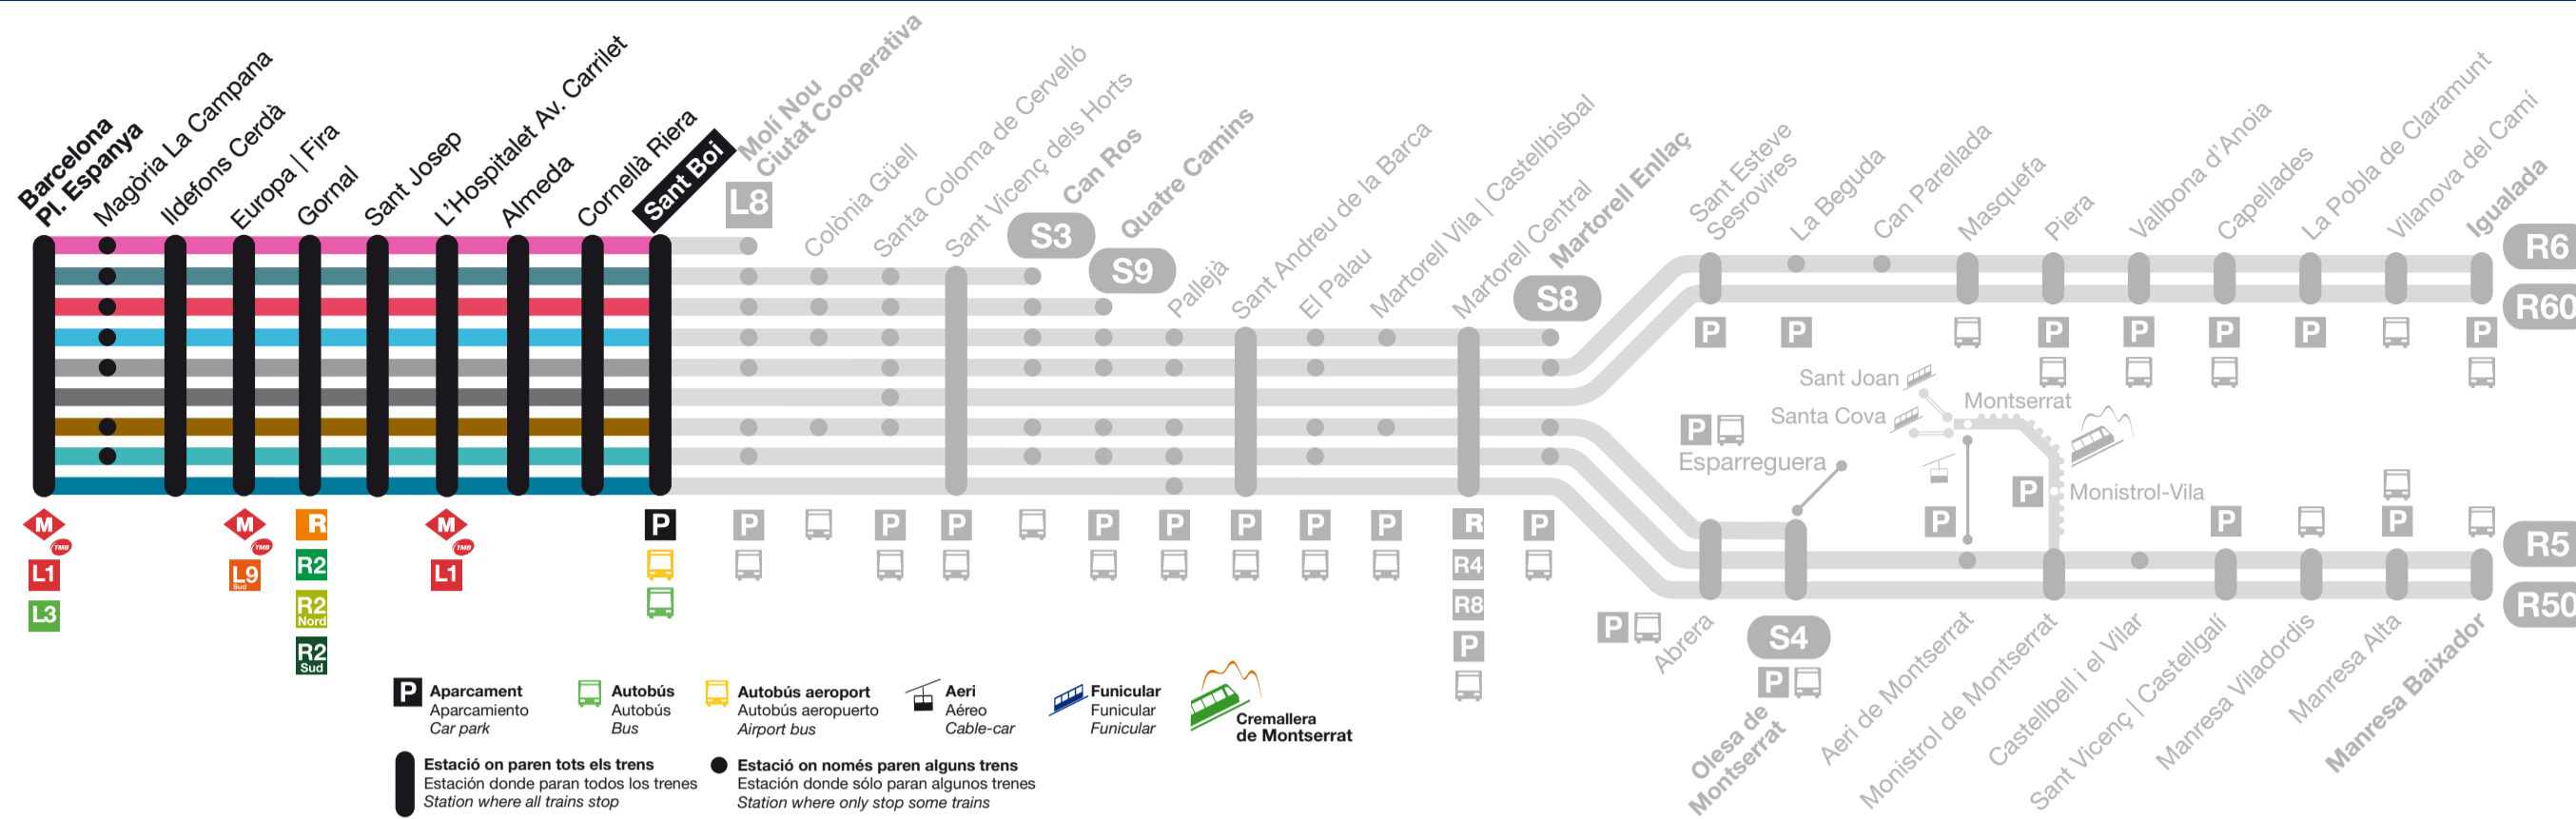 Barcelona
Pl. Espanya
Magòria La Campana
Ildefons Cerdà
Europa | Fira
Gornal
Sant Josep
L'Hospitalet Av. Carrilet
Almeda
Cornellà Riera
Sant Boi
Molí Nou
Ciutat Cooperativa
L8
Colònia Güell
Santa Coloma de Cervelló
Sant Vicenç dels Horts
Can Ros
S3
Quatre Camins
S9
Pallejà
Sant Andreu de la Barca
El Palau
Martorell Vila | Castellbisbal
Martorell Central
Martorell Enllaç
S8
Sant Esteve
Sesrovires
La Beguda
Can Parellada
Masquefa
Piera
Vallbona d'Anoia
Capellades
La Pobla de Claramunt
Vilanova del Camí
Igualada
R6
R60
P P P P P P P
Sant Joan
Santa Cova
Montserrat
P
Esparreguera
P
P
Monistrol-Vila
P
P
R5
R50
M
TMB
L1
L3
M
TMB
L9
Sud
R
R2
R2
Nord
R2
Sud
M
TMB
L1
P
P P P P P P P P P
R
R4
R8
P
P
P
Abrera
S4
P
Olesa de
Montserrat
Aeri de Montserrat
Monistrol de Montserrat
Castellbell i el Vilar
Sant Vicenç | Castellgalí
Manresa Viladordis
Manresa Alta
Manresa Baixador
P
Aparcament
Aparcamiento
Car park
Autobús
Autobús
Bus
Autobús aeroport
Autobús aeropuerto
Airport bus
Aeri
Aéreo
Cable-car
Funicular
Funicular
Funicular
Cremallera
de Montserrat
Estació on paren tots els trens
Estación donde paran todos los trenes
Station where all trains stop
Estació on només paren alguns trens
Estación donde sólo paran algunos trenes
Station where only stop some trains